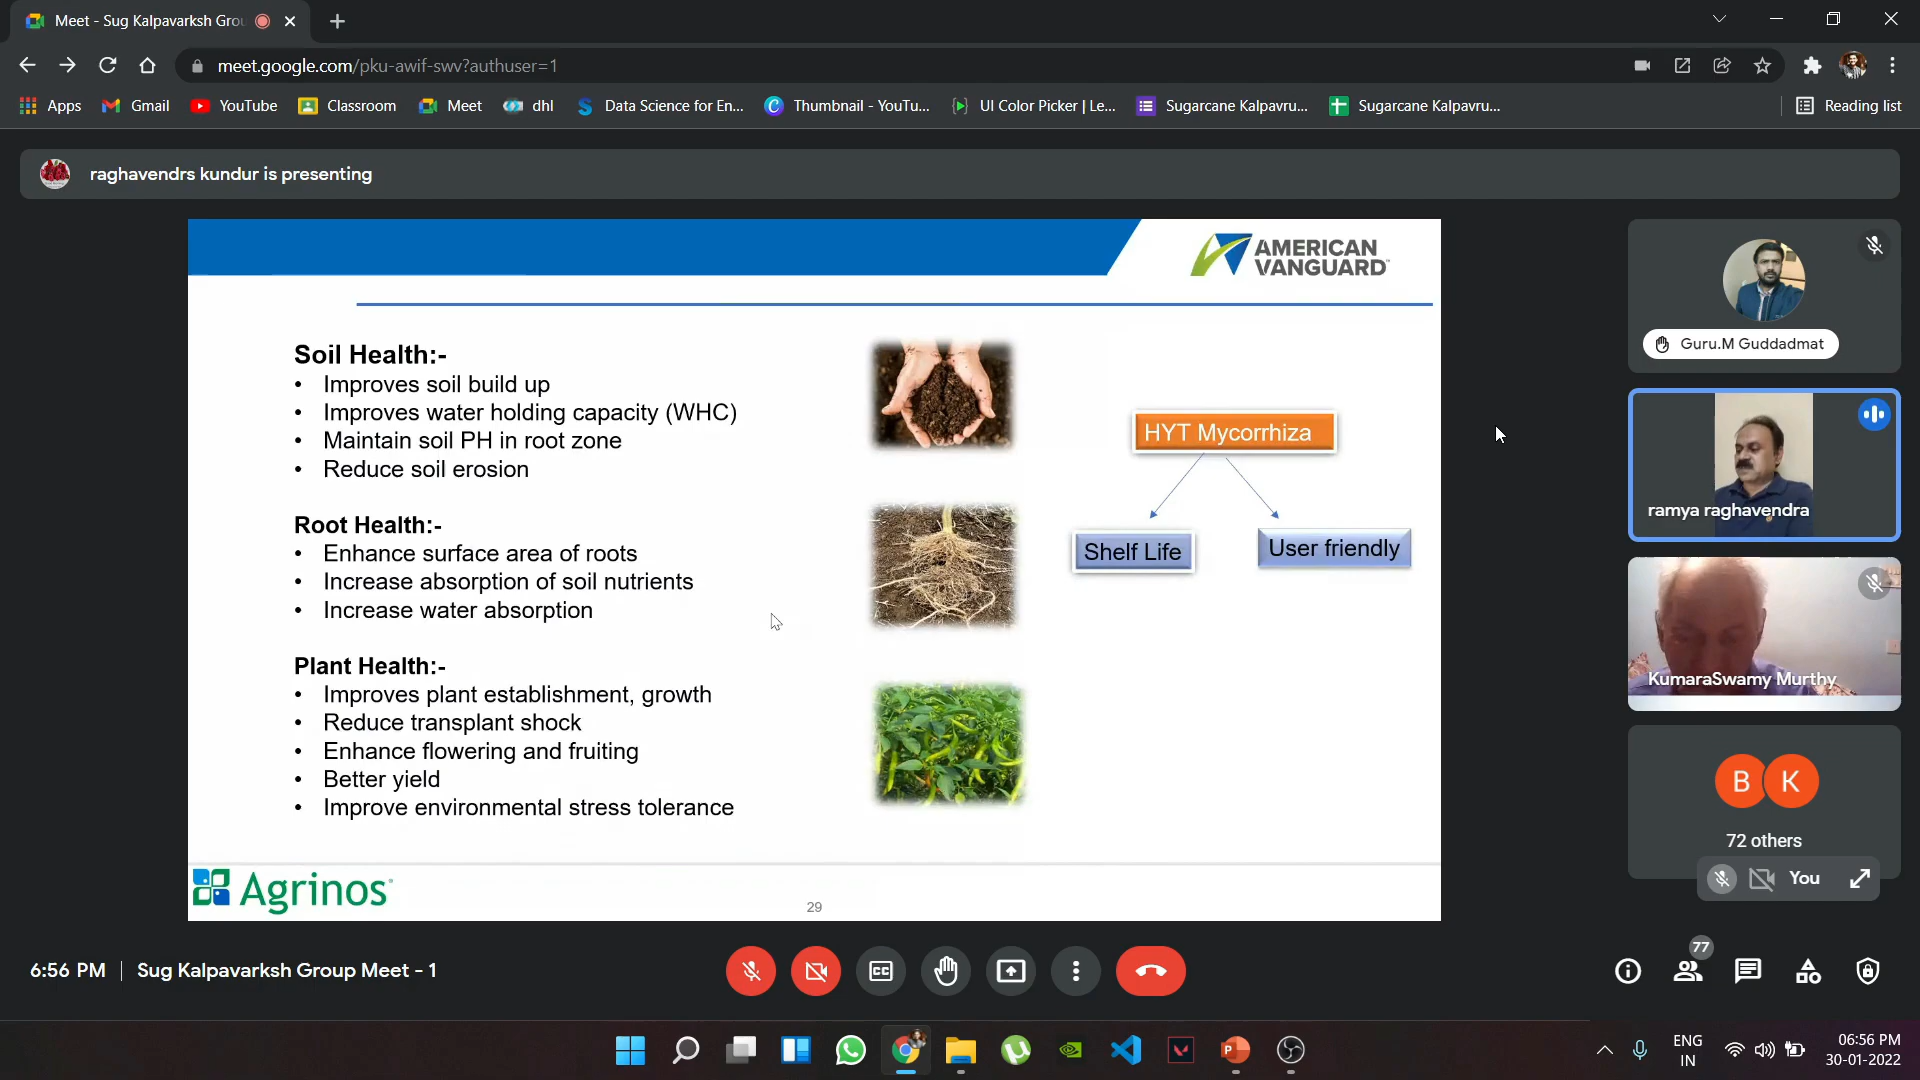 Meet - Sug Kalpavarksh Grou
meet.google.com/pku-awif-swv?authuser=1
Apps
Gmail
YouTube
Classroom
Meet
dhl
Data Science for En...
Thumbnail - YouTu...
UI Color Picker | Le...
Sugarcane Kalpavru...
Sugarcane Kalpavru...
Reading list
raghavendrs kundur is presenting
AMERICAN
VANGUARD™
Soil Health:-
• Improves soil build up
• Improves water holding capacity (WHC)
• Maintain soil PH in root zone
• Reduce soil erosion
Root Health:-
• Enhance surface area of roots
• Increase absorption of soil nutrients
• Increase water absorption
Plant Health:-
• Improves plant establishment, growth
• Reduce transplant shock
• Enhance flowering and fruiting
• Better yield
• Improve environmental stress tolerance
HYT Mycorrhiza
Shelf Life
User friendly
Agrinos
29
Guru.M Guddadmat
ramya raghavendra
KumaraSwamy Murthy
B K
72 others
You
6:56 PM | Sug Kalpavarksh Group Meet - 1
CC
77
ENG
IN
06:56 PM
30-01-2022